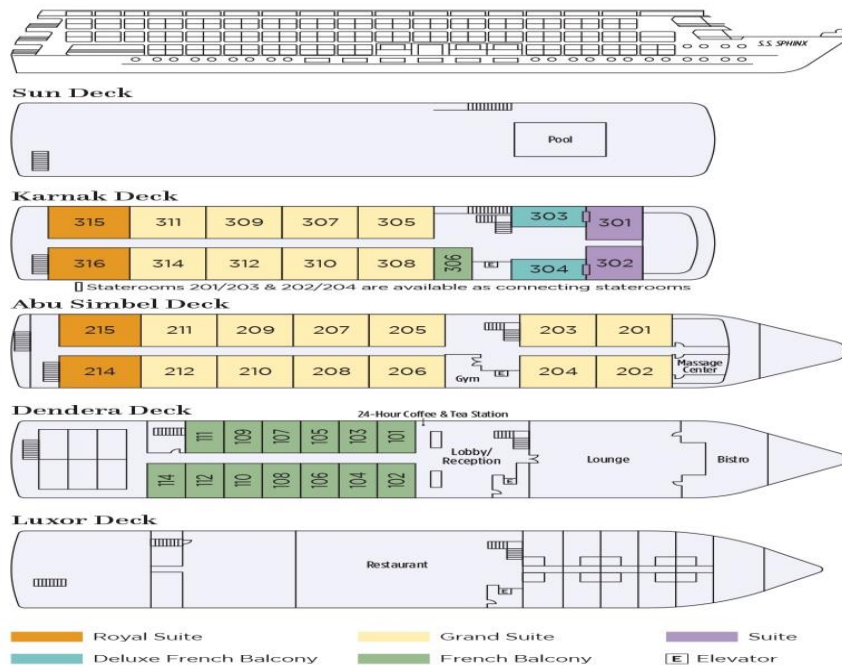 S.S. SPHINX
Sun Deck
Pool
Karnak Deck
315 311 309 307 305 303 301
316 314 312 310 308 306 E 304 302
Staterooms 201/203 & 202/204 are available as connecting staterooms
Abu Simbel Deck
215 211 209 207 205 203 201
214 212 210 208 206 Gym E 204 202 Massage Center
Dendera Deck
24-Hour Coffee & Tea Station
111 109 107 105 103 101
Lobby/
Reception
Lounge Bistro
114 112 110 108 106 104 102 E
Luxor Deck
Restaurant
E
Royal Suite Grand Suite Suite
Deluxe French Balcony French Balcony E Elevator